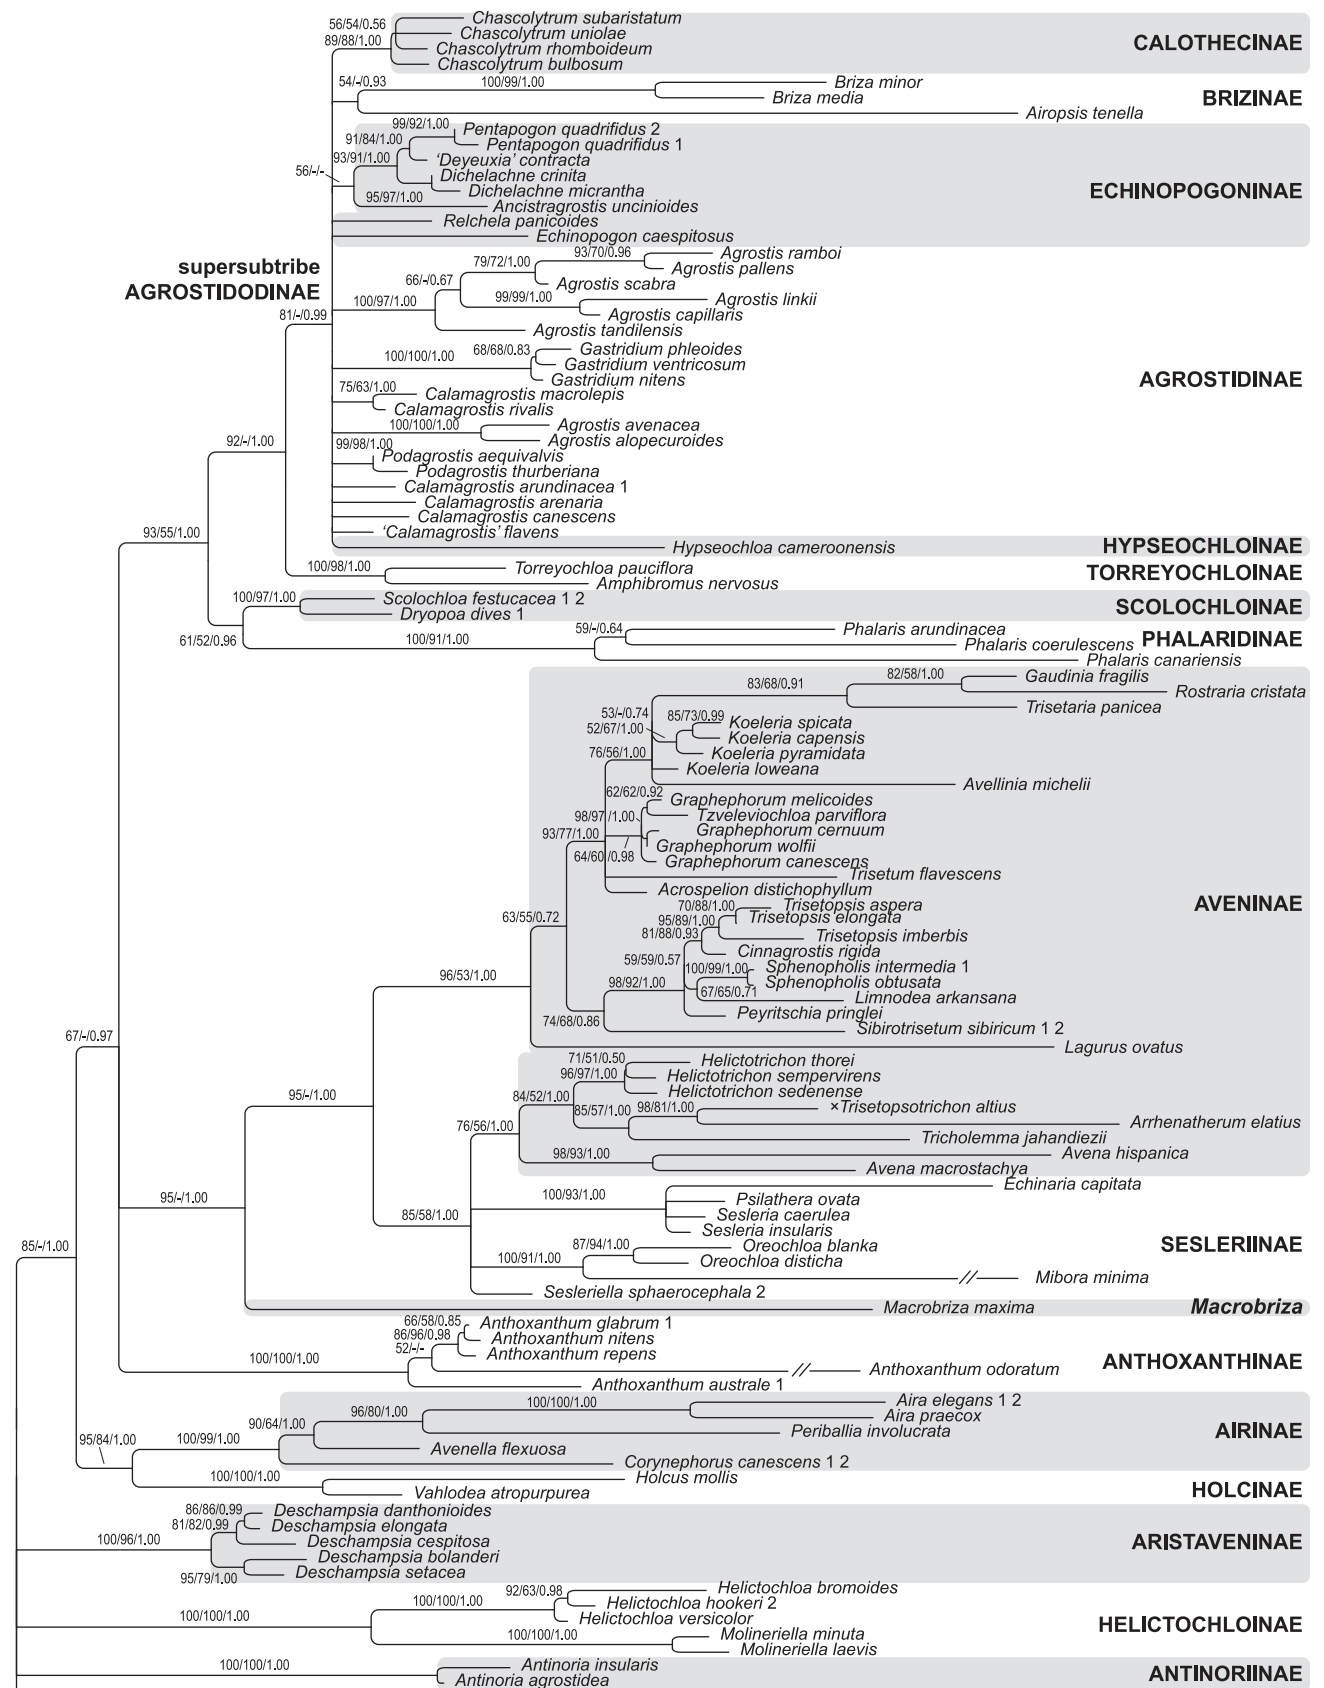 Chascolytrum subaristatum
56/54/0.56
Chascolytrum uniolae
89/88/1.00
CALOTHECINAE
Chascolytrum rhomboideum
Chascolytrum bulbosum
54/-/0.93
100/99/1.00
Briza minor
Briza media
BRIZINAE
Airopsis tenella
99/92/1.00
Pentapogon quadrifidus 2
91/84/1.00
Pentapogon quadrifidus 1
93/91/1.00
'Deyeuxia' contracta
56/-/-
Dichelachne crinita
Dichelachne micrantha
ECHINOPOGONINAE
95/97/1.00
Ancistragrostis uncinioides
Relchela panicoides
Echinopogon caespitosus
supersubtribe
AGROSTIDODINAE
93/70/0.96
Agrostis ramboi
79/72/1.00
Agrostis pallens
66/-/0.67
Agrostis scabra
100/97/1.00
99/99/1.00
Agrostis linkii
Agrostis capillaris
81/-/0.99
Agrostis tandilensis
68/68/0.83
Gastridium phleoides
100/100/1.00
Gastridium ventricosum
Gastridium nitens
AGROSTIDINAE
75/63/1.00
Calamagrostis macrolepis
Calamagrostis rivalis
100/100/1.00
Agrostis avenacea
Agrostis alopecuroides
92/-/1.00
99/98/1.00
Podagrostis aequivalvis
Podagrostis thurberiana
Calamagrostis arundinacea 1
Calamagrostis arenaria
Calamagrostis canescens
93/55/1.00
'Calamagrostis' flavens
Hypseochloa cameroonensis
HYPSEOCHLOINAE
100/98/1.00
Torreyochloa pauciflora
TORREYOCHLOINAE
Amphibromus nervosus
100/97/1.00
Scolochloa festucacea 1 2
SCOLOCHLOINAE
Dryopoa dives 1
61/52/0.96
100/91/1.00
59/-/0.64
Phalaris arundinacea
Phalaris coerulescens
PHALARIDINAE
Phalaris canariensis
83/68/0.91
82/58/1.00
Gaudinia fragilis
Rostraria cristata
Trisetaria panicea
53/-/0.74
85/73/0.99
Koeleria spicata
52/67/1.00
Koeleria capensis
76/56/1.00
Koeleria pyramidata
Koeleria loweana
Avellinia michelii
62/62/0.92
Graphephorum melicoides
98/97/1.00
Tzveleviochloa parviflora
93/77/1.00
Graphephorum cernuum
Graphephorum wolfii
64/60/0.98
Graphephorum canescens
Trisetum flavescens
Acrospelion distichophyllum
AVENINAE
63/55/0.72
70/88/1.00
Trisetopsis aspera
95/89/1.00
Trisetopsis elongata
81/88/0.93
Trisetopsis imberbis
Cinnagrostis rigida
59/59/0.57
100/99/1.00
Sphenopholis intermedia 1
96/53/1.00
98/92/1.00
Sphenopholis obtusata
67/65/0.71
Limnodea arkansana
Peyritschia pringlei
74/68/0.86
Sibirotrisetum sibiricum 1 2
67/-/0.97
Lagurus ovatus
71/51/0.50
Helictotrichon thorei
96/97/1.00
Helictotrichon sempervirens
84/52/1.00
Helictotrichon sedenense
95/-/1.00
85/57/1.00
98/81/1.00
×Trisetopsotrichon altius
Arrhenatherum elatius
76/56/1.00
Tricholemma jahandiezii
98/93/1.00
Avena hispanica
Avena macrostachya
95/-/1.00
100/93/1.00
Echinaria capitata
Psilathera ovata
85/58/1.00
Sesleria caerulea
Sesleria insularis
85/-/1.00
87/94/1.00
Oreochloa blanka
SESLERIINAE
100/91/1.00
Oreochloa disticha
Mibora minima
Sesleriella sphaerocephala 2
Macrobriza maxima
Macrobriza
66/58/0.85
Anthoxanthum glabrum 1
86/96/0.98
Anthoxanthum nitens
52/-/-
Anthoxanthum repens
100/100/1.00
Anthoxanthum odoratum
ANTHOXANTHINAE
Anthoxanthum australe 1
100/100/1.00
Aira elegans 1 2
96/80/1.00
Aira praecox
90/64/1.00
Periballia involucrata
AIRINAE
95/84/1.00
100/99/1.00
Avenella flexuosa
Corynephorus canescens 1 2
100/100/1.00
Holcus mollis
HOLCINAE
Vahlodea atropurpurea
86/86/0.99
Deschampsia danthonioides
81/82/0.99
Deschampsia elongata
100/96/1.00
Deschampsia cespitosa
ARISTAVENINAE
Deschampsia bolanderi
95/79/1.00
Deschampsia setacea
92/63/0.98
Helictochloa bromoides
100/100/1.00
Helictochloa hookeri 2
100/100/1.00
Helictochloa versicolor
HELICTOCHLOINAE
100/100/1.00
Molineriella minuta
Molineriella laevis
100/100/1.00
Antinoria insularis
ANTINORIINAE
Antinoria agrostidea